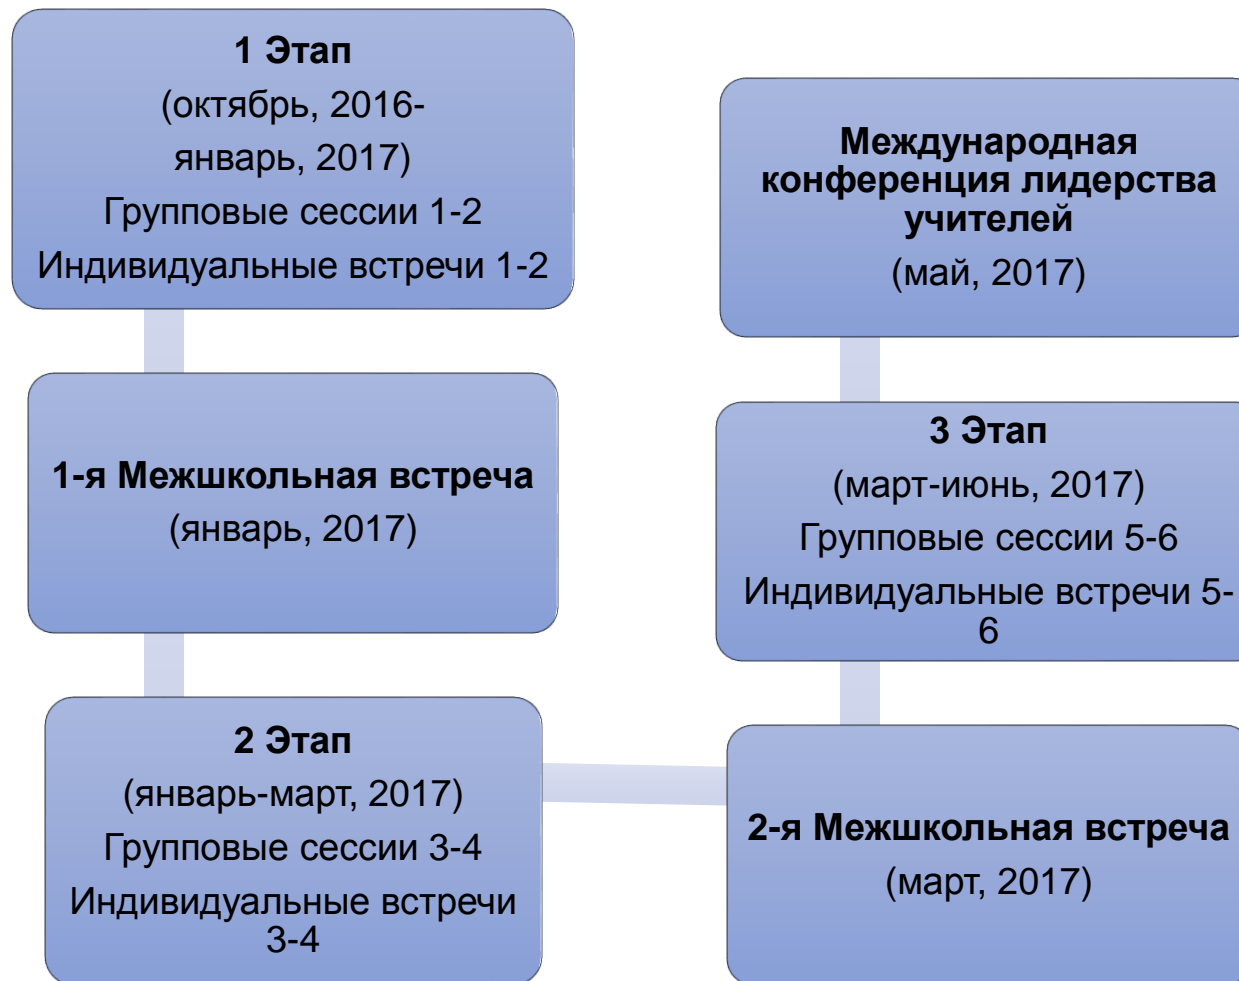 1 Этап
(октябрь, 2016-
январь, 2017)
Групповые сессии 1-2
Индивидуальные встречи 1-2
1-я Межшкольная встреча
(январь, 2017)
2 Этап
(январь-март, 2017)
Групповые сессии 3-4
Индивидуальные встречи
3-4
2-я Межшкольная встреча
(март, 2017)
3 Этап
(март-июнь, 2017)
Групповые сессии 5-6
Индивидуальные встречи 5-
6
Международная
конференция лидерства
учителей
(май, 2017)